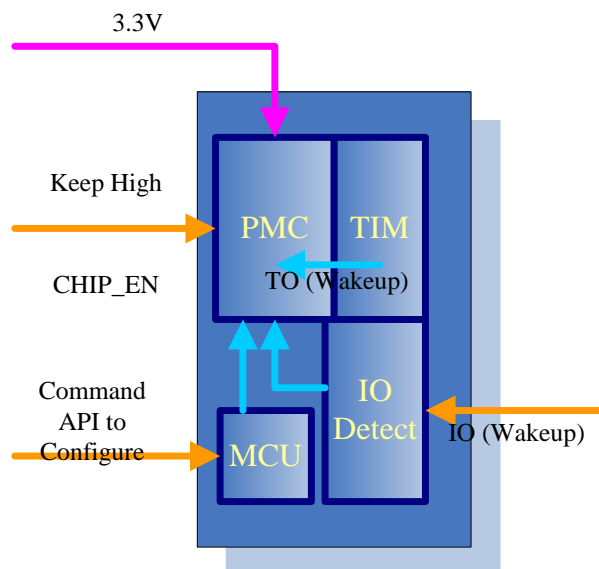 3.3V
Keep High
PMC
TIM
CHIP_EN
TO (Wakeup)
Command
API to
Configure
IO
Detect
IO (Wakeup)
MCU